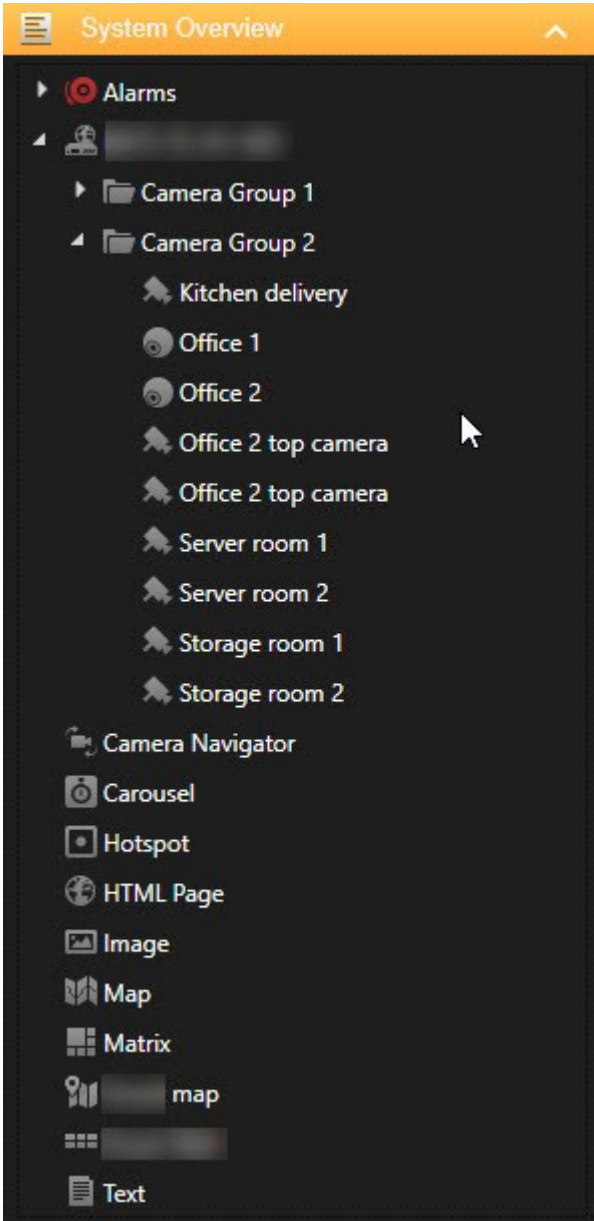 System Overview
Alarms
Camera Group 1
Camera Group 2
Kitchen delivery
Office 1
Office 2
Office 2 top camera
Office 2 top camera
Server room 1
Server room 2
Storage room 1
Storage room 2
Camera Navigator
Carousel
Hotspot
HTML Page
Image
Map
Matrix
map
Text